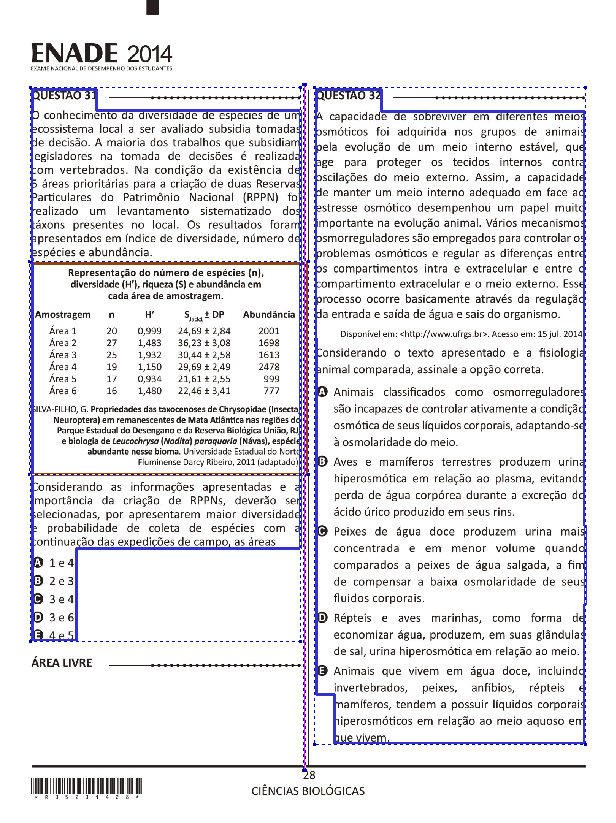 ENADE 2014
EXAME NACIONAL DE DESEMPENHO DOS ESTUDANTES
QUESTÃO 31
O conhecimento da diversidade de espécies de um
ecossistema local a ser avaliado subsidia tomadas
de decisão. A maioria dos trabalhos que subsidiam
legisladores na tomada de decisões é realizada
com vertebrados. Na condição da existência de
6 áreas prioritárias para a criação de duas Reservas
Particulares do Patrimônio Nacional (RPPN) foi
realizado um levantamento sistematizado dos
táxons presentes no local. Os resultados foram
apresentados em índice de diversidade, número de
espécies e abundância.
Representação do número de espécies (n),
diversidade (H’), riqueza (S) e abundância em
cada área de amostragem.
Amostragem n H’ S ± DP Abundância
Área 1 20 0,999 24,69 ± 2,84 2001
Área 2 27 1,483 36,23 ± 3,08 1698
Área 3 25 1,932 30,44 ± 2,58 1613
Área 4 19 1,150 29,69 ± 2,49 2478
Área 5 17 0,934 21,61 ± 2,55 999
Área 6 16 1,480 22,46 ± 3,41 777
SILVA-FILHO, G. Propriedades das taxocenoses de Chrysopidae (Insecta,
Neuroptera) em remanescentes de Mata Atlântica nas regiões do
Parque Estadual do Desengano e da Reserva Biológica União, RJ,
e biologia de Leucochrysa (Nodita) paraquaria (Návas), espécie
abundante nesse bioma. Universidade Estadual do Norte
Fluminense Darcy Ribeiro, 2011 (adaptado).
Considerando as informações apresentadas e a
importância da criação de RPPNs, deverão ser
selecionadas, por apresentarem maior diversidade
e probabilidade de coleta de espécies com a
continuação das expedições de campo, as áreas
A 1 e 4
B 2 e 3
C 3 e 4
D 3 e 6
E 4 e 5
ÁREA LIVRE
QUESTÃO 32
A capacidade de sobreviver em diferentes meios
osmóticos foi adquirida nos grupos de animais
pela evolução de um meio interno estável, que
age para proteger os tecidos internos contra
oscilações do meio externo. Assim, a capacidade
de manter um meio interno adequado em face ao
estresse osmótico desempenhou um papel muito
importante na evolução animal. Vários mecanismos
osmorreguladores são empregados para controlar os
problemas osmóticos e regular as diferenças entre
os compartimentos intra e extracelular e entre o
compartimento extracelular e o meio externo. Esse
processo ocorre basicamente através da regulação
da entrada e saída de água e sais do organismo.
Disponível em: <http://www.ufrgs.br>. Acesso em: 15 jul. 2014.
Considerando o texto apresentado e a fisiologia
animal comparada, assinale a opção correta.
A Animais classificados como osmorreguladores
são incapazes de controlar ativamente a condição
osmótica de seus líquidos corporais, adaptando-se
à osmolaridade do meio.
B Aves e mamíferos terrestres produzem urina
hiperosmótica em relação ao plasma, evitando
perda de água corpórea durante a excreção do
ácido úrico produzido em seus rins.
C Peixes de água doce produzem urina mais
concentrada e em menor volume quando
comparados a peixes de água salgada, a fim
de compensar a baixa osmolaridade de seus
fluidos corporais.
D Répteis e aves marinhas, como forma de
economizar água, produzem, em suas glândulas
de sal, urina hiperosmótica em relação ao meio.
E Animais que vivem em água doce, incluindo
invertebrados, peixes, anfíbios, répteis e
mamíferos, tendem a possuir líquidos corporais
hiperosmóticos em relação ao meio aquoso em
que vivem.
28
CIÊNCIAS BIOLÓGICAS